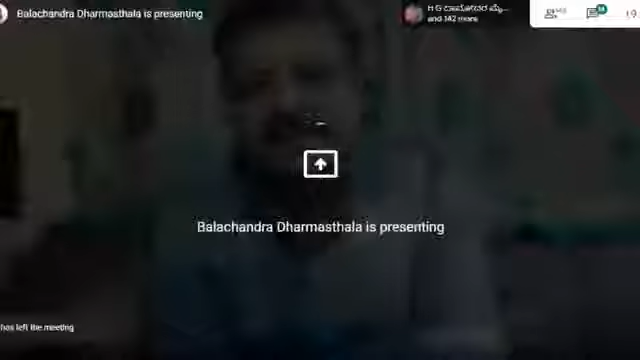 Balachandra Dharmasthala is presenting
H G
and 142 more
Balachandra Dharmasthala is presenting
has left the meeting